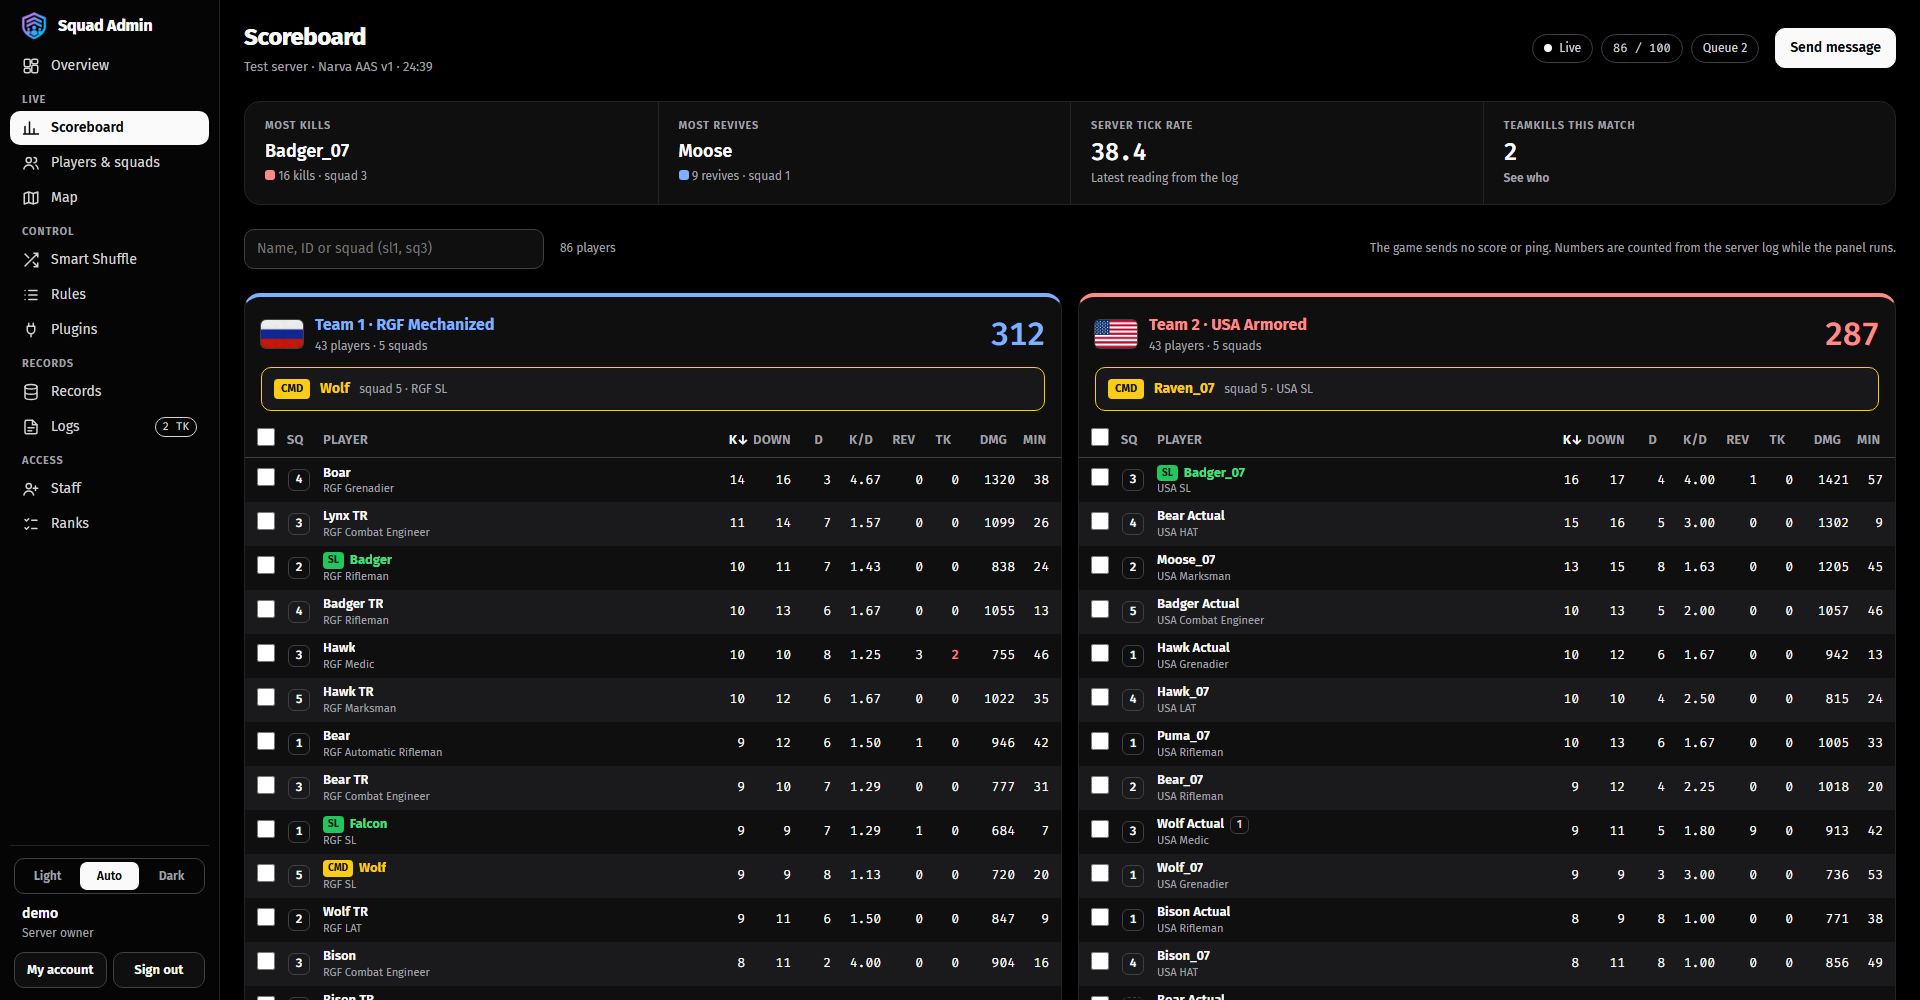 Squad Admin
Overview
LIVE
Scoreboard
Players & squads
Map
CONTROL
Smart Shuffle
Rules
Plugins
RECORDS
Records
Logs 2 TK
ACCESS
Staff
Ranks
Light Auto Dark
demo
Server owner
My account Sign out
Scoreboard
Test server · Narva AAS v1 · 24:39
Live 86 / 100 Queue 2 Send message
MOST KILLS
Badger_07
16 kills · squad 3
MOST REVIVES
Moose
9 revives · squad 1
SERVER TICK RATE
38.4
Latest reading from the log
TEAMKILLS THIS MATCH
2
See who
Name, ID or squad (sl1, sq3) 86 players
The game sends no score or ping. Numbers are counted from the server log while the panel runs.
Team 1 · RGF Mechanized
43 players · 5 squads
312
CMD Wolf squad 5 · RGF SL
SQ PLAYER K↓ DOWN D K/D REV TK DMG MIN
4 Boar 14 16 3 4.67 0 0 1320 38
RGF Grenadier
3 Lynx TR 11 14 7 1.57 0 0 1099 26
RGF Combat Engineer
2 SL Badger 10 11 7 1.43 0 0 838 24
RGF Rifleman
4 Badger TR 10 13 6 1.67 0 0 1055 13
RGF Rifleman
3 Hawk 10 10 8 1.25 3 2 755 46
RGF Medic
5 Hawk TR 10 12 6 1.67 0 0 1022 35
RGF Marksman
1 Bear 9 12 6 1.50 1 0 946 42
RGF Automatic Rifleman
3 Bear TR 9 10 7 1.29 0 0 777 31
RGF Combat Engineer
1 SL Falcon 9 9 7 1.29 1 0 684 7
RGF SL
5 CMD Wolf 9 9 8 1.13 0 0 720 20
RGF SL
2 Wolf TR 9 11 6 1.50 0 0 847 9
RGF LAT
3 Bison 8 11 2 4.00 0 0 904 16
RGF Combat Engineer
Bison TR
Team 2 · USA Armored
43 players · 5 squads
287
CMD Raven_07 squad 5 · USA SL
SQ PLAYER K↓ DOWN D K/D REV TK DMG MIN
3 SL Badger_07 16 17 4 4.00 1 0 1421 57
USA SL
4 Bear Actual 15 16 5 3.00 0 0 1302 9
USA HAT
2 Moose_07 13 15 8 1.63 0 0 1205 45
USA Marksman
5 Badger Actual 10 13 5 2.00 0 0 1057 46
USA Combat Engineer
1 Hawk Actual 10 12 6 1.67 0 0 942 13
USA Grenadier
4 Hawk_07 10 10 4 2.50 0 0 815 24
USA LAT
1 Puma_07 10 13 6 1.67 0 0 1005 33
USA Rifleman
2 Bear_07 9 12 4 2.25 0 0 1018 20
USA Rifleman
3 Wolf Actual 1 9 11 5 1.80 9 0 913 42
USA Medic
1 Wolf_07 9 9 3 3.00 0 0 736 53
USA Grenadier
1 Bison Actual 8 9 8 1.00 0 0 771 38
USA Rifleman
4 Bison_07 8 11 8 1.00 0 0 856 49
USA HAT
Boar Actual